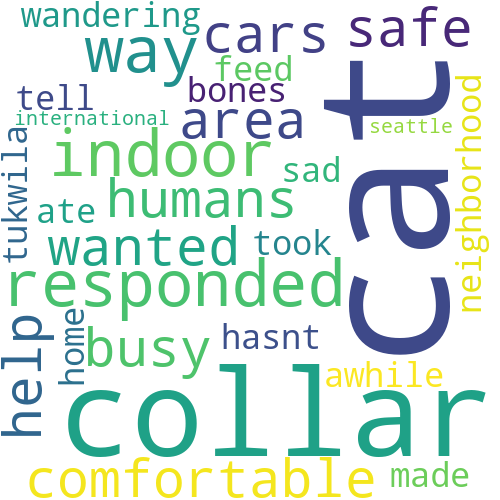 wandering
cars
safe
way
feed
bones
tell
international
area
cat
seattle
neighborhood
tukwila
indoor
sad
ate
humans
wanted
took
responded
help
home
busy
hasnt
awhile
collar
comfortable
made